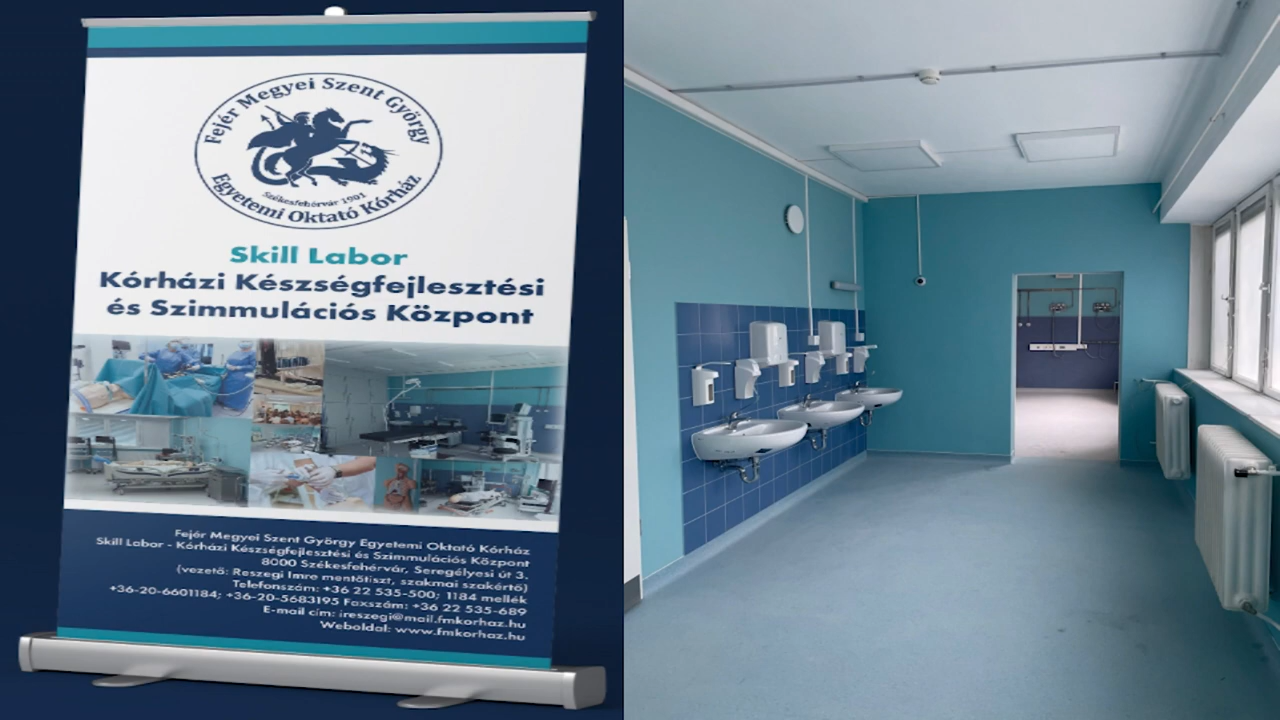 Fejér Megyei Szent György
Egyetemi Oktató Kórház
Székesfehérvár 1901
Skill Labor
Kórházi Készségfejlesztési
és Szimmulációs Központ
Fejér Megyei Szent György Egyetemi Oktató Kórház
Skill Labor - Kórházi Készségfejlesztési és Szimmulációs Központ
8000 Székesfehérvár, Seregélyesi út 3.
(vezető: Reszegi Imre mentőtiszt, szakmai szakértő)
Telefonszám: +36 22 535-500; 1184 mellék
+36-20-6601184; +36-20-5683195 Faxszám: +36 22 535-689
E-mail cím: ireszegi@mail.fmkorhaz.hu
Weboldal: www.fmkorhaz.hu